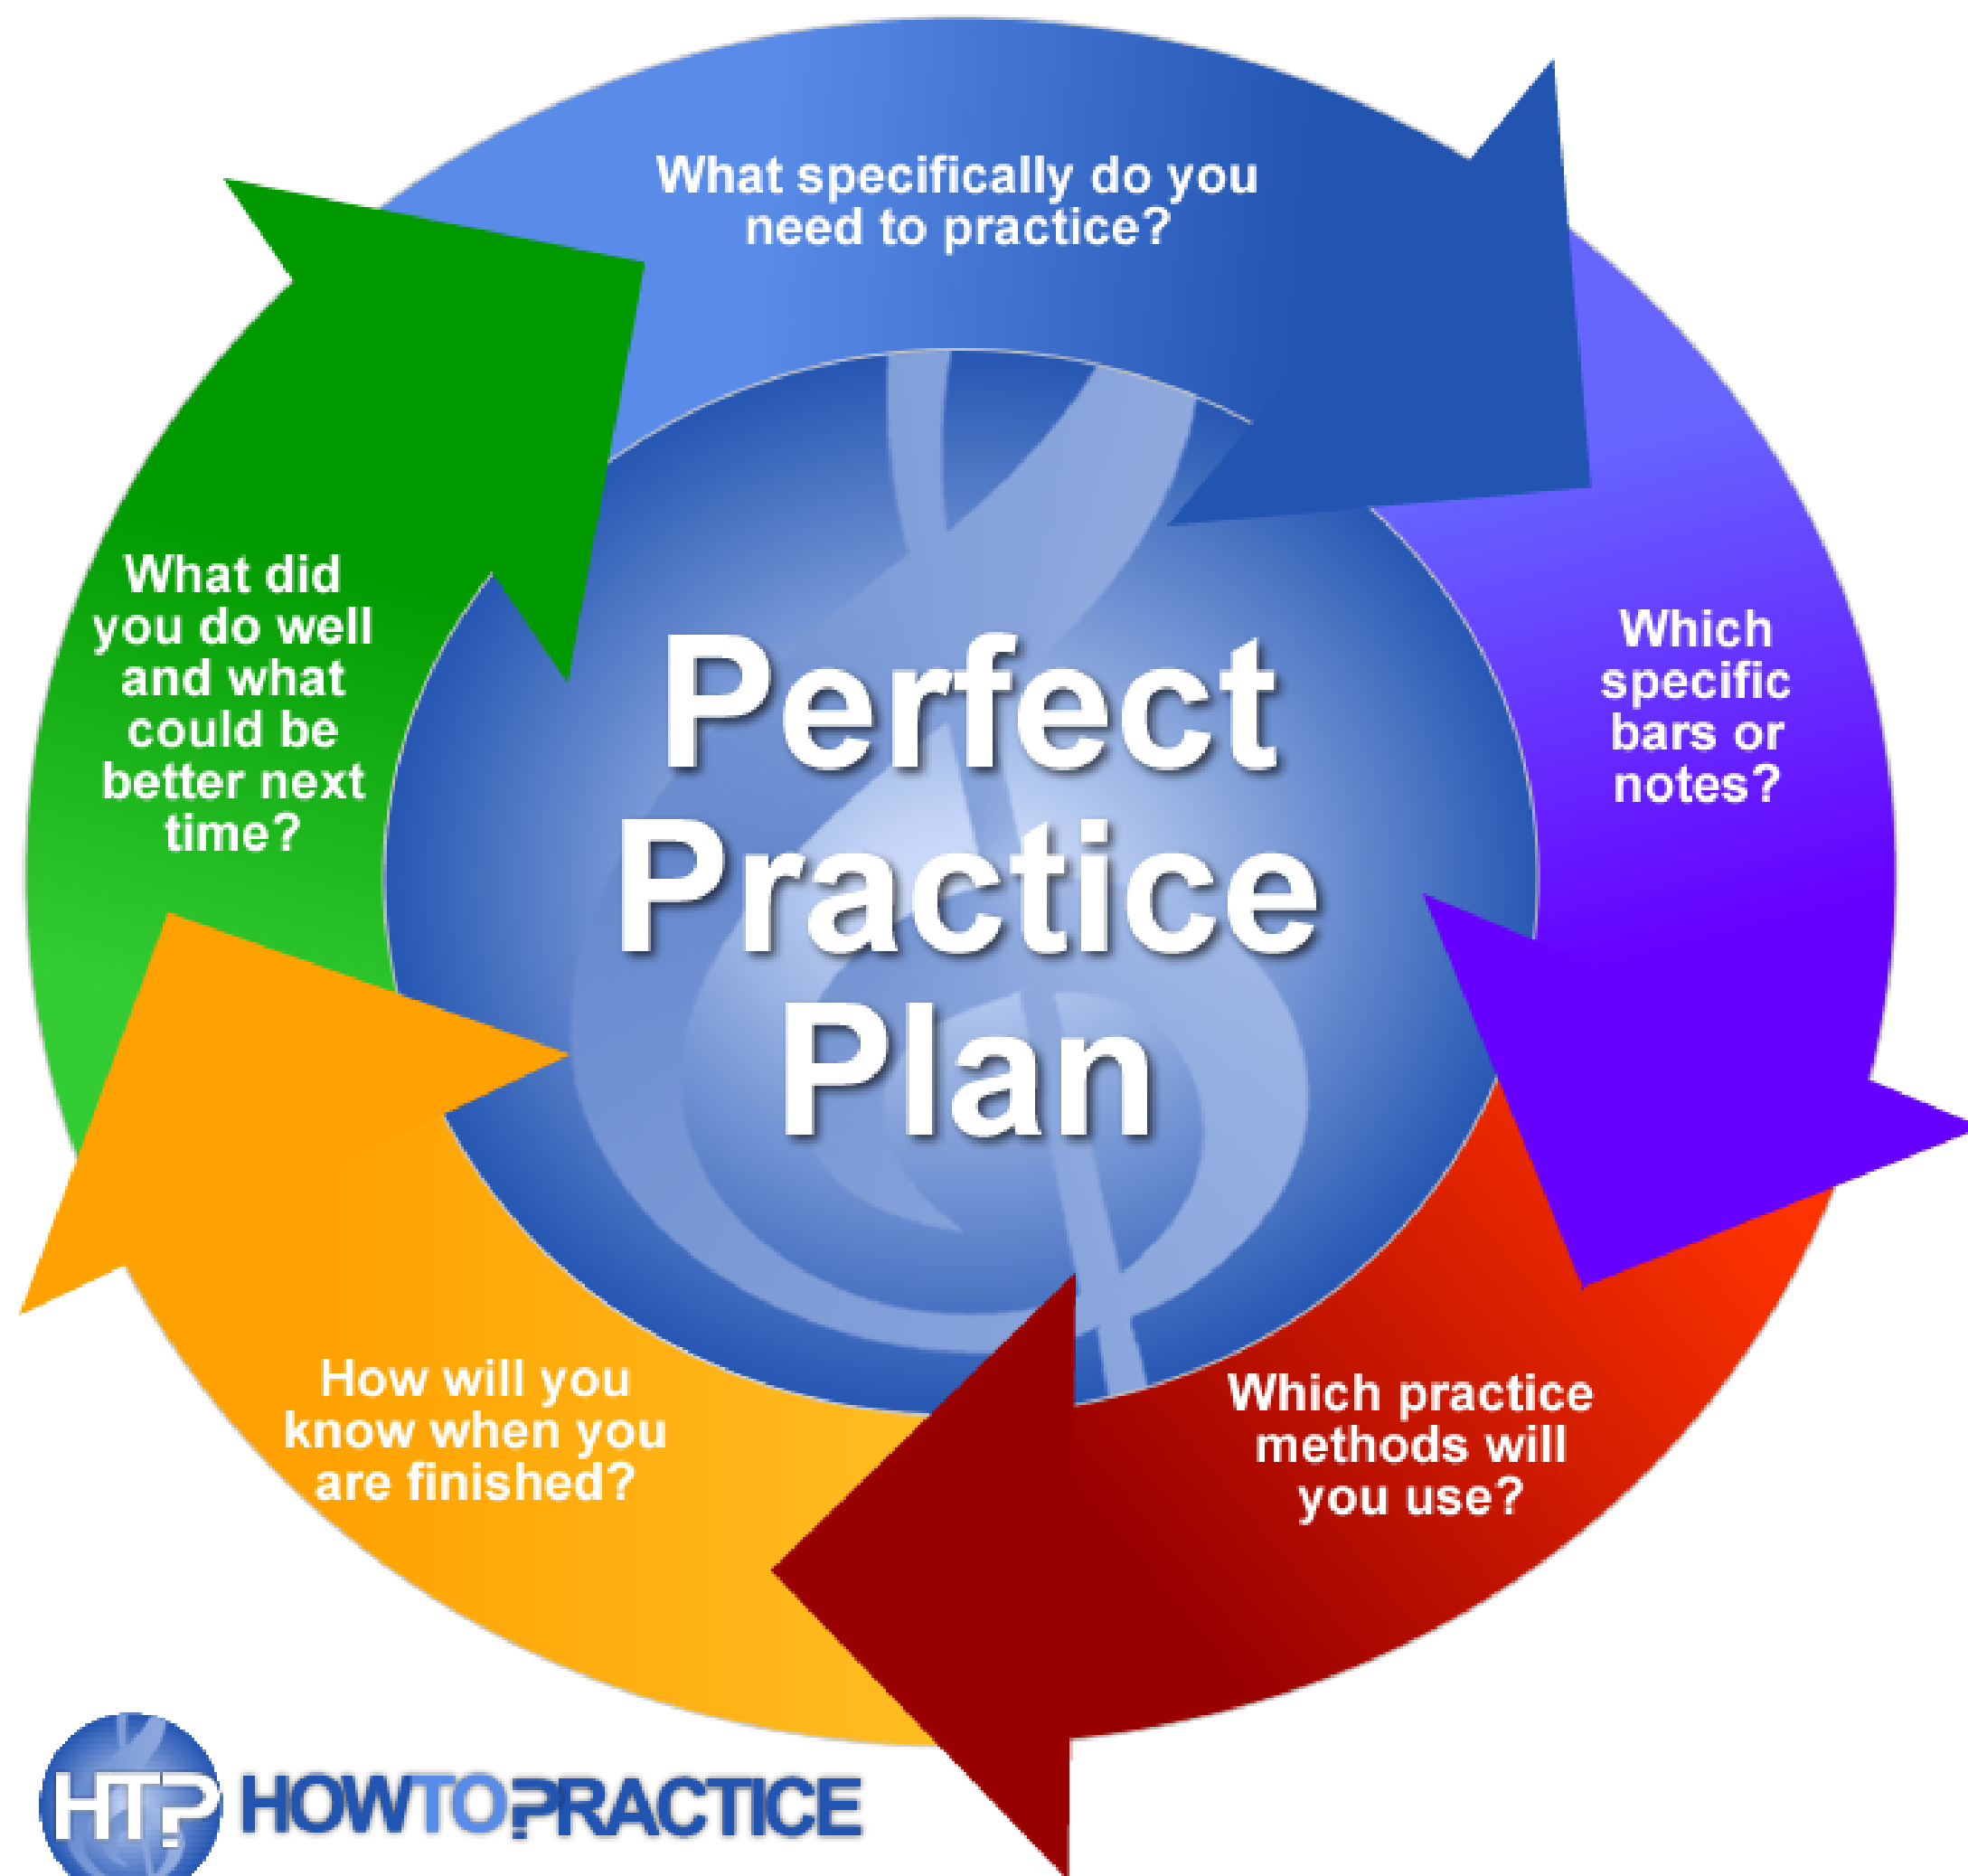 What specifically do you
need to practice?
Which
specific
bars or
notes?
Which practice
methods will
you use?
How will you
know when you
are finished?
What did
you do well
and what
could be
better next
time?
Perfect
Practice
Plan
HTP HOWTOPRACTICE